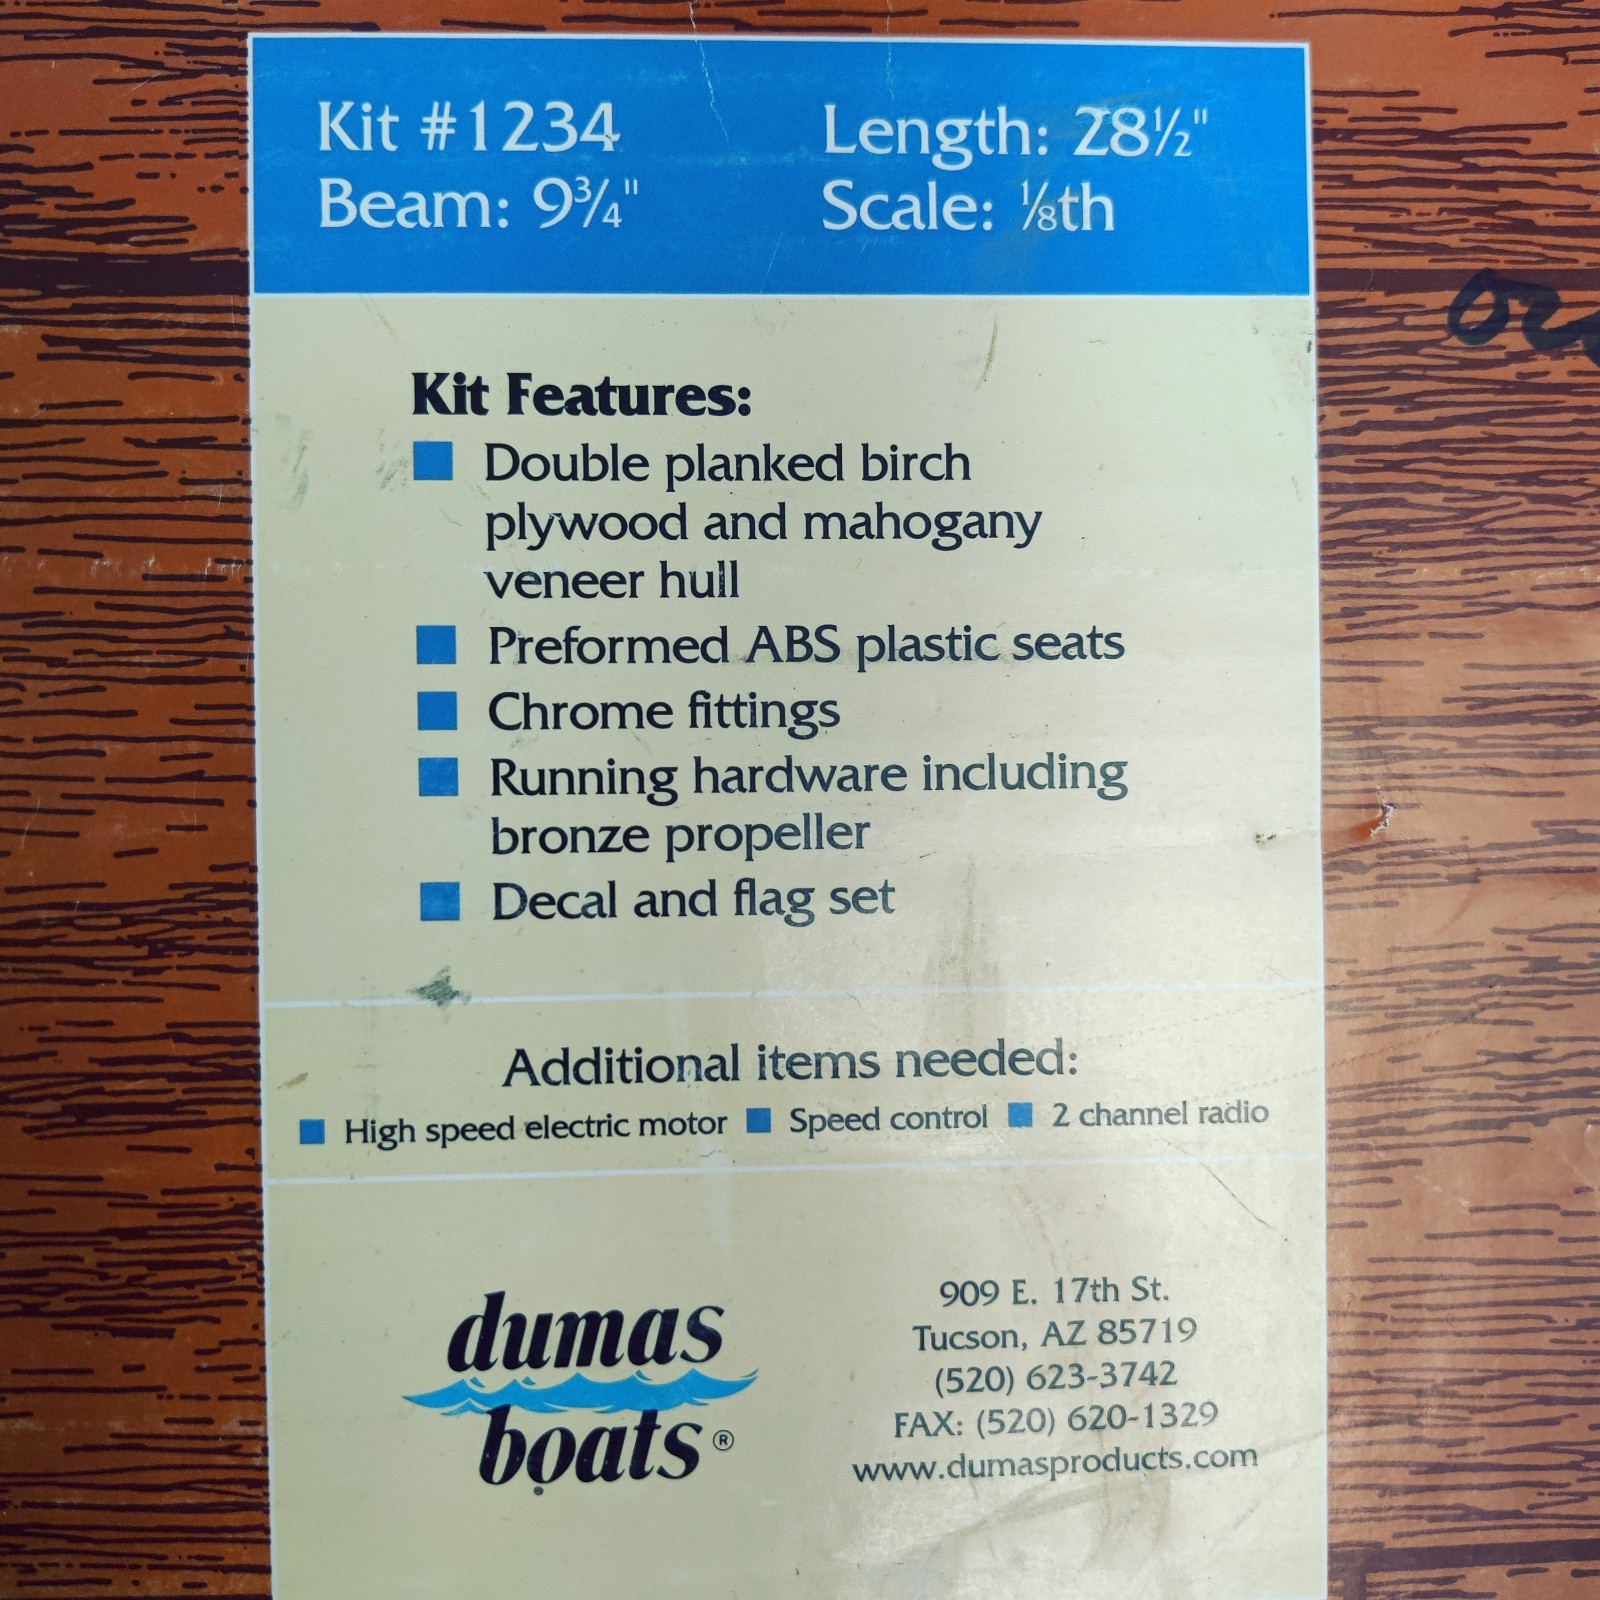 Kit #1234 Length: 28½"
Beam: 9¾" Scale: ⅛th
Kit Features:
Double planked birch
plywood and mahogany
veneer hull
Preformed ABS plastic seats
Chrome fittings
Running hardware including
bronze propeller
Decal and flag set
Additional items needed:
High speed electric motor Speed control 2 channel radio
dumas
boats®
909 E. 17th St.
Tucson, AZ 85719
(520) 623-3742
FAX: (520) 620-1329
www.dumasproducts.com